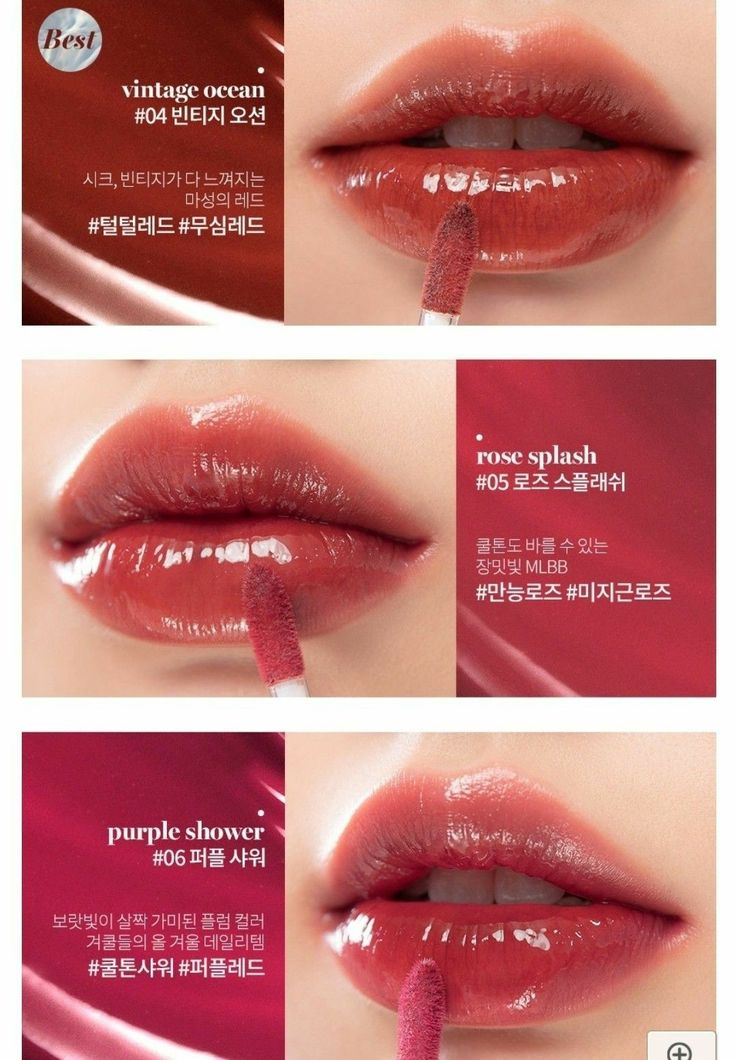 Best
vintage ocean
#04 빈티지 오션
시크, 빈티지가 다 느껴지는
마성의 레드
#털털레드 #무심레드
rose splash
#05 로즈 스플래쉬
쿨톤도 바를 수 있는
장밋빛 MLBB
#만능로즈 #미지근로즈
purple shower
#06 퍼플 샤워
보랏빛이 살짝 가미된 플럼 컬러
겨쿨들의 올 겨울 데일리템
#쿨톤샤워 #퍼플레드